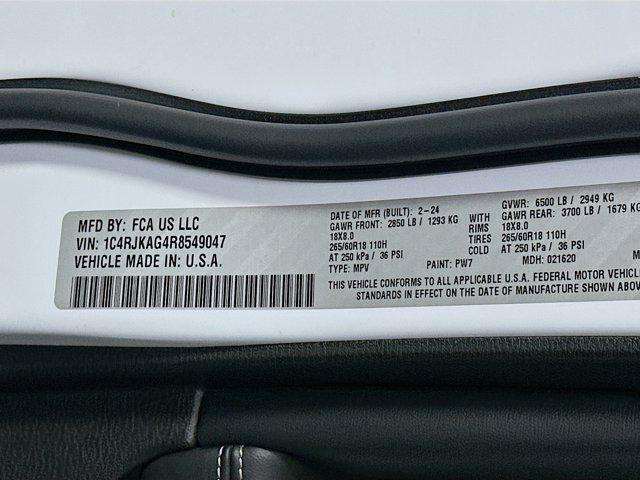 MFD BY: FCA US LLC
VIN: 1C4RJKAG4R8549047
VEHICLE MADE IN: U.S.A.
DATE OF MFR (BUILT): 2-24
GAWR FRONT: 2850 LB / 1293 KG
18X8.0
265/60R18 110H
AT 250 kPa / 36 PSI
TYPE: MPV
PAINT: PW7
WITH
TIRES
RIMS
COLD
GVWR: 6500 LB / 2949 KG
GAWR REAR: 3700 LB / 1679 KG
18X8.0
265/60R18 110H
AT 250 kPa / 36 PSI
MDH: 021620
THIS VEHICLE CONFORMS TO ALL APPLICABLE U.S.A. FEDERAL MOTOR VEHICLE
STANDARDS IN EFFECT ON THE DATE OF MANUFACTURE SHOWN ABOV